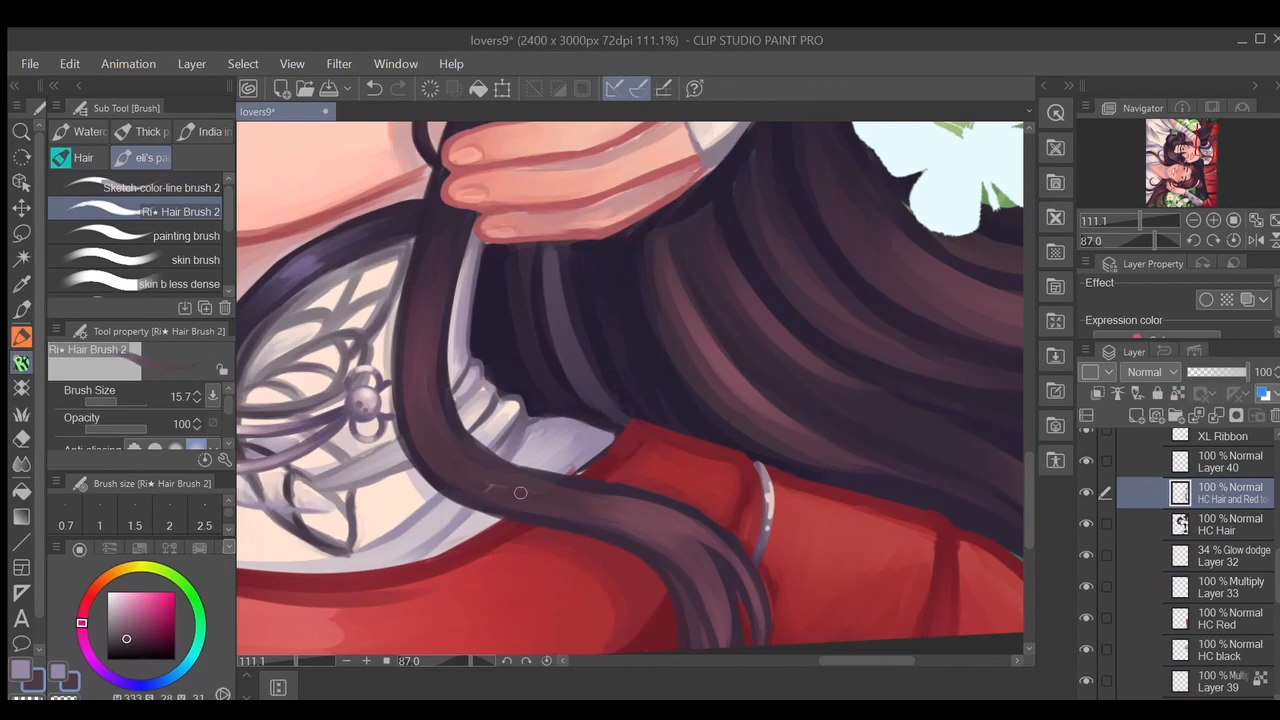 lovers9* (2400 x 3000px 72dpi 111.1%) - CLIP STUDIO PAINT PRO
File Edit Animation Layer Select View Filter Window Help
Sub Tool [Brush]
lovers9*
Navigator
Thick p India in
Hair eli's pa
Sketch color-line brush 2
Ri★ Hair Brush 2
painting brush
skin brush
skin b less dense
111.1
87.0
Layer Property
Effect
Expression color
Tool property [Ri★ Hair Brush 2]
Ri★ Hair Brush 2
Brush Size 15.7
Opacity 100
Layer
Normal 100
XL Ribbon
100 % Normal
Layer 40
100 % Normal
HC Hair and Red to
100 % Normal
HC Hair
34 % Glow dodge
Layer 32
100 % Multiply
Layer 33
100 % Normal
HC Red
100 % Normal
HC black
Layer 39
Brush size [Ri★ Hair Brush 2]
0.7 1 1.5 2 2.5
111.1 87.0